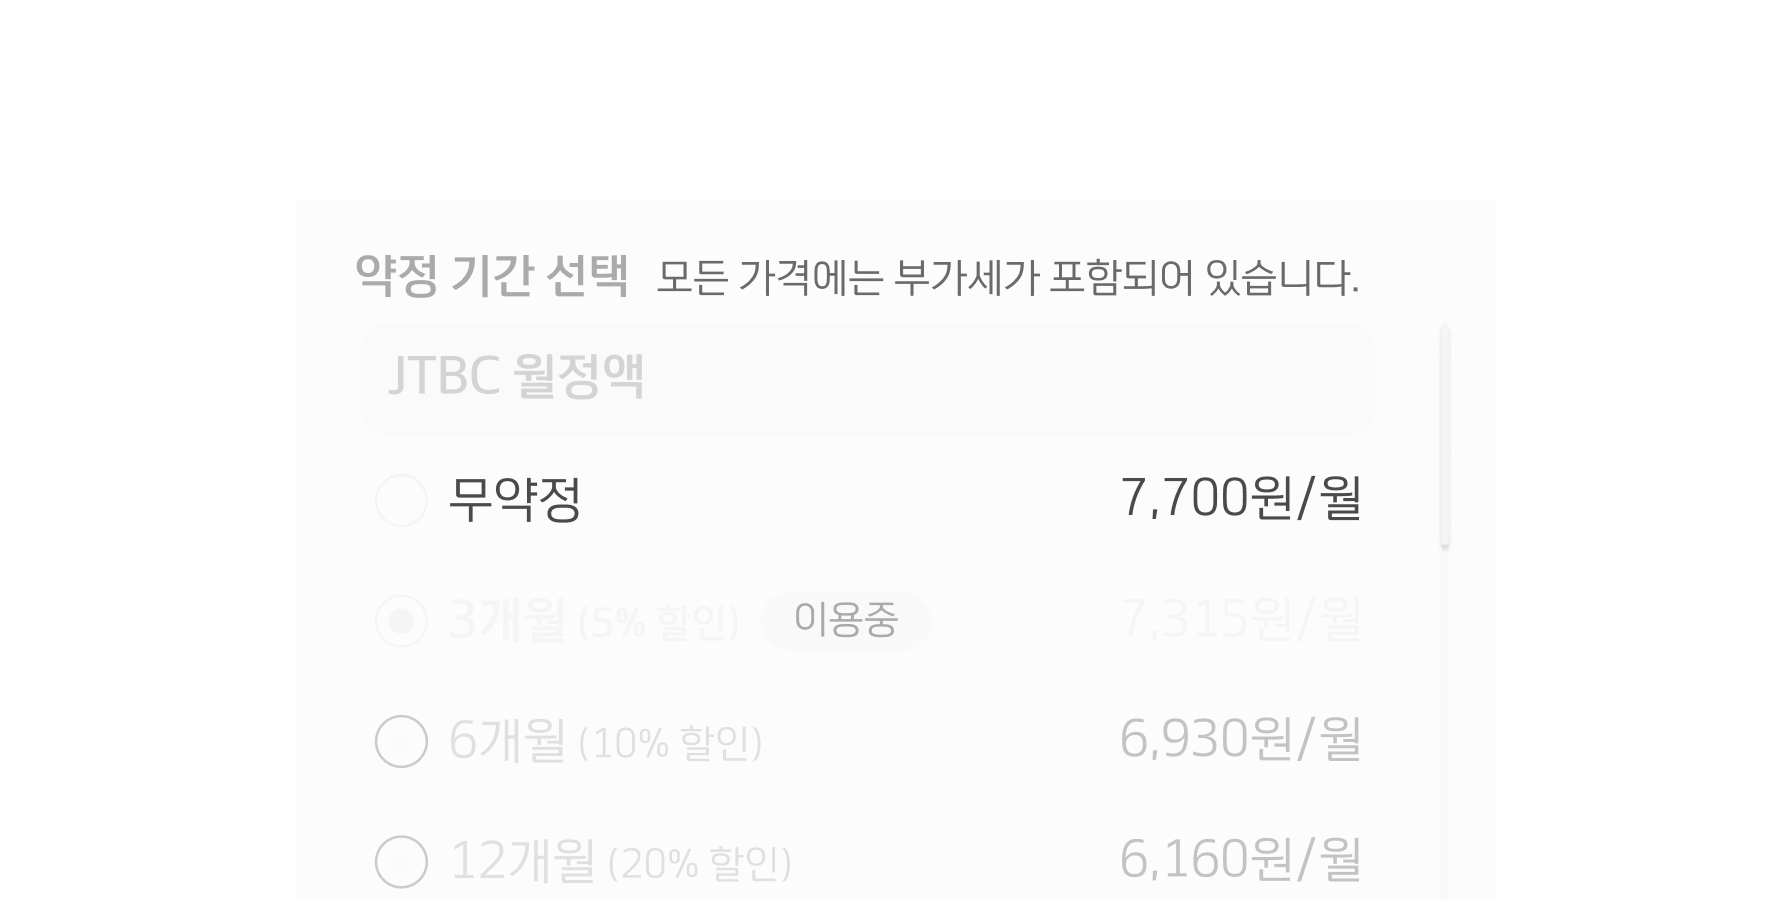 약정 기간 선택 모든 가격에는 부가세가 포함되어 있습니다.
JTBC 월정액
무약정 7,700원/월
3개월 (5% 할인) 이용중 7,315원/월
6개월 (10% 할인) 6,930원/월
12개월 (20% 할인) 6,160원/월